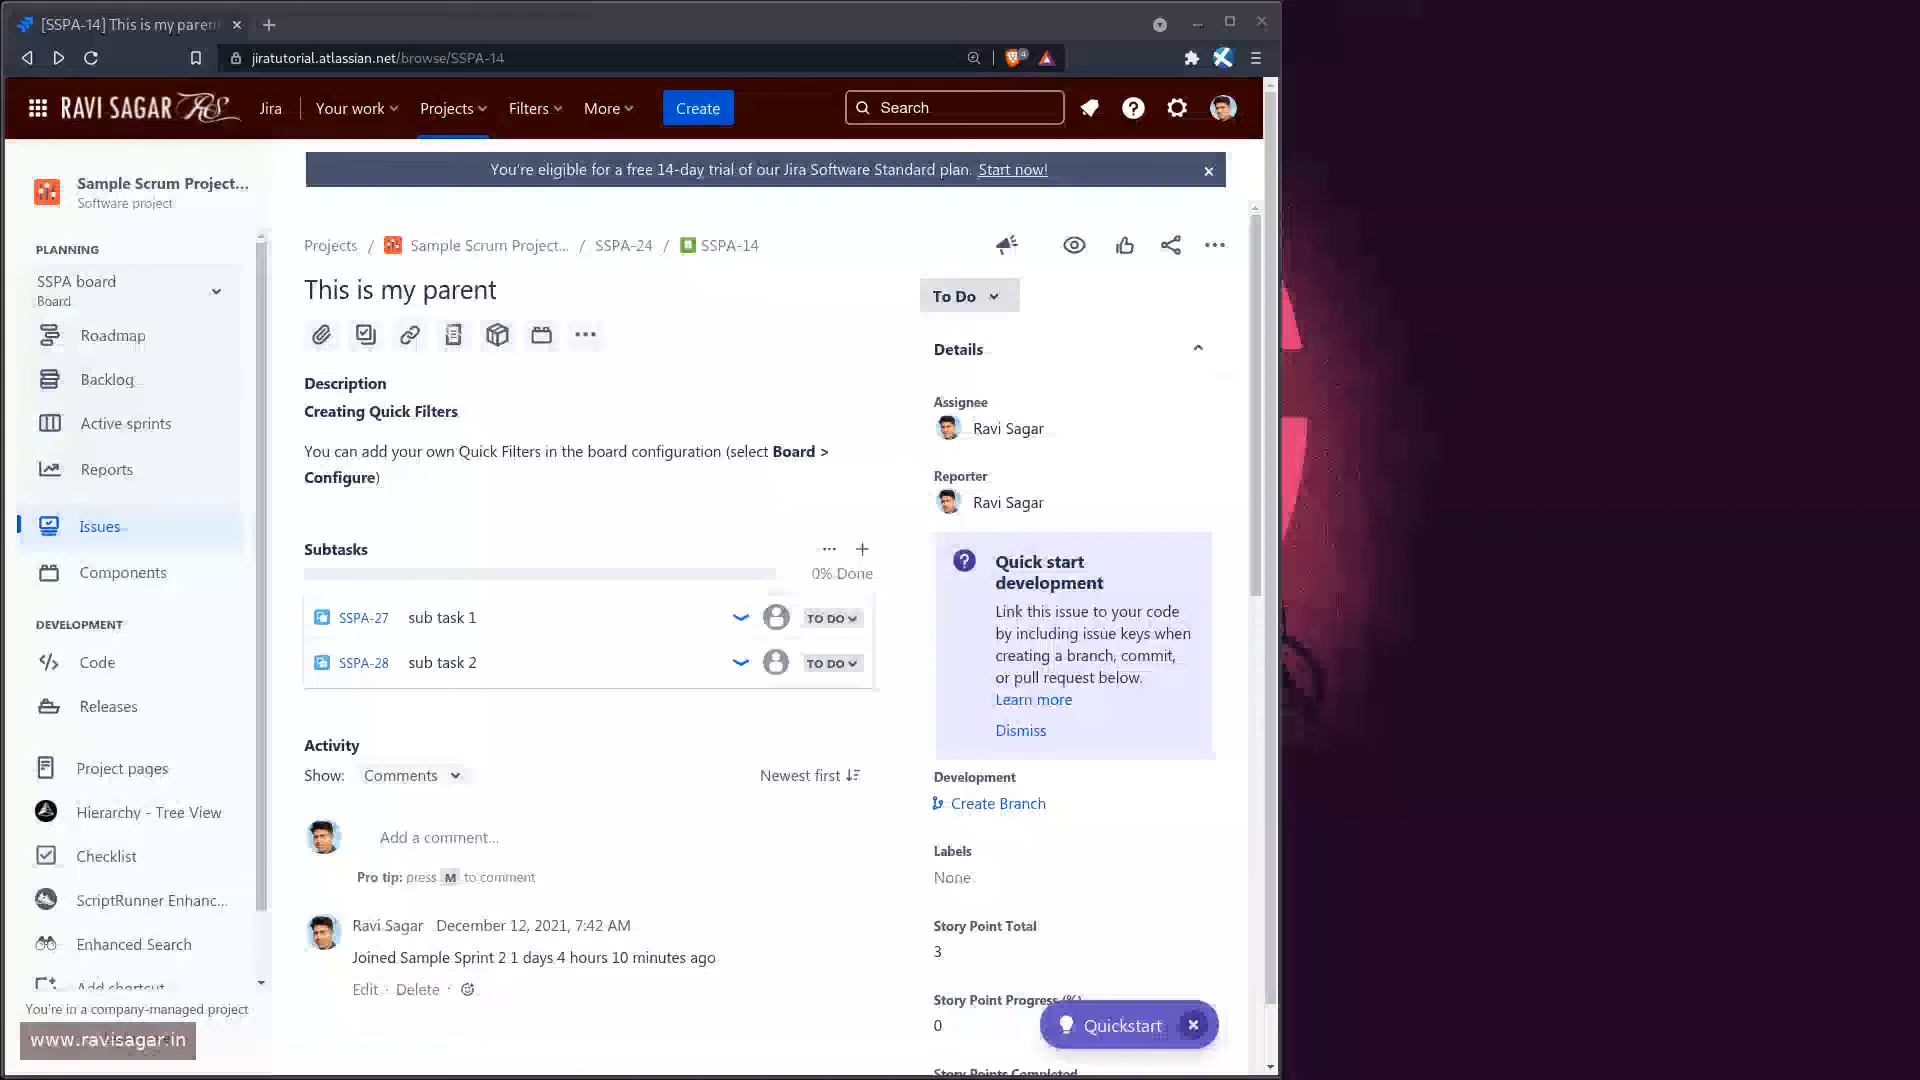 [SSPA-14] This is my paren
jiratutorial.atlassian.net/browse/SSPA-14
4
RAVI SAGAR RS
Jira
Your work
Projects
Filters
More
Create
Search
Sample Scrum Project...
Software project
You're eligible for a free 14-day trial of our Jira Software Standard plan. Start now!
PLANNING
SSPA board
Board
Roadmap
Backlog
Active sprints
Reports
Issues
Components
DEVELOPMENT
Code
Releases
Project pages
Hierarchy - Tree View
Checklist
ScriptRunner Enhanc...
Enhanced Search
Add shortcut
You're in a company-managed project
www.ravisagar.in
Projects / Sample Scrum Project... / SSPA-24 / SSPA-14
This is my parent
Description
Creating Quick Filters
You can add your own Quick Filters in the board configuration (select Board >
Configure)
Subtasks
0% Done
SSPA-27 sub task 1 TO DO
SSPA-28 sub task 2 TO DO
Activity
Show: Comments Newest first
Add a comment...
Pro tip: press M to comment
Ravi Sagar December 12, 2021, 7:42 AM
Joined Sample Sprint 2 1 days 4 hours 10 minutes ago
Edit · Delete ·
To Do
Details
Assignee
Ravi Sagar
Reporter
Ravi Sagar
Quick start
development
Link this issue to your code
by including issue keys when
creating a branch, commit,
or pull request below.
Learn more
Dismiss
Development
Create Branch
Labels
None
Story Point Total
3
Story Point Progress (%)
0
Quickstart
Story Points Completed